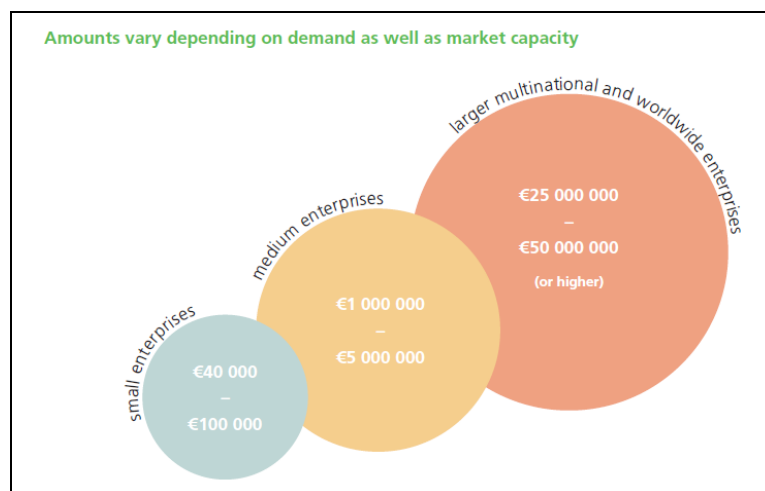 Amounts vary depending on demand as well as market capacity
larger multinational and worldwide enterprises
€25 000 000
–
€50 000 000
(or higher)
medium enterprises
€1 000 000
–
€5 000 000
small enterprises
€40 000
–
€100 000